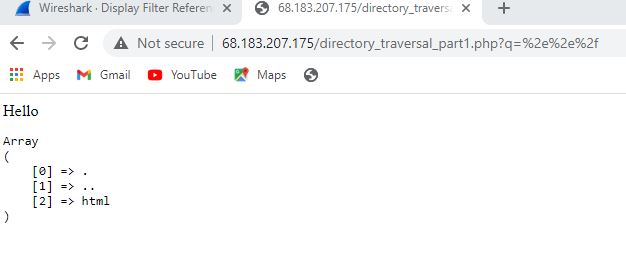 Wireshark · Display Filter Referen
68.183.207.175/directory_traversa
Not secure | 68.183.207.175/directory_traversal_part1.php?q=%2e%2e%2f
Apps Gmail YouTube Maps
Hello
Array
(
[0] => .
[1] => ..
[2] => html
)